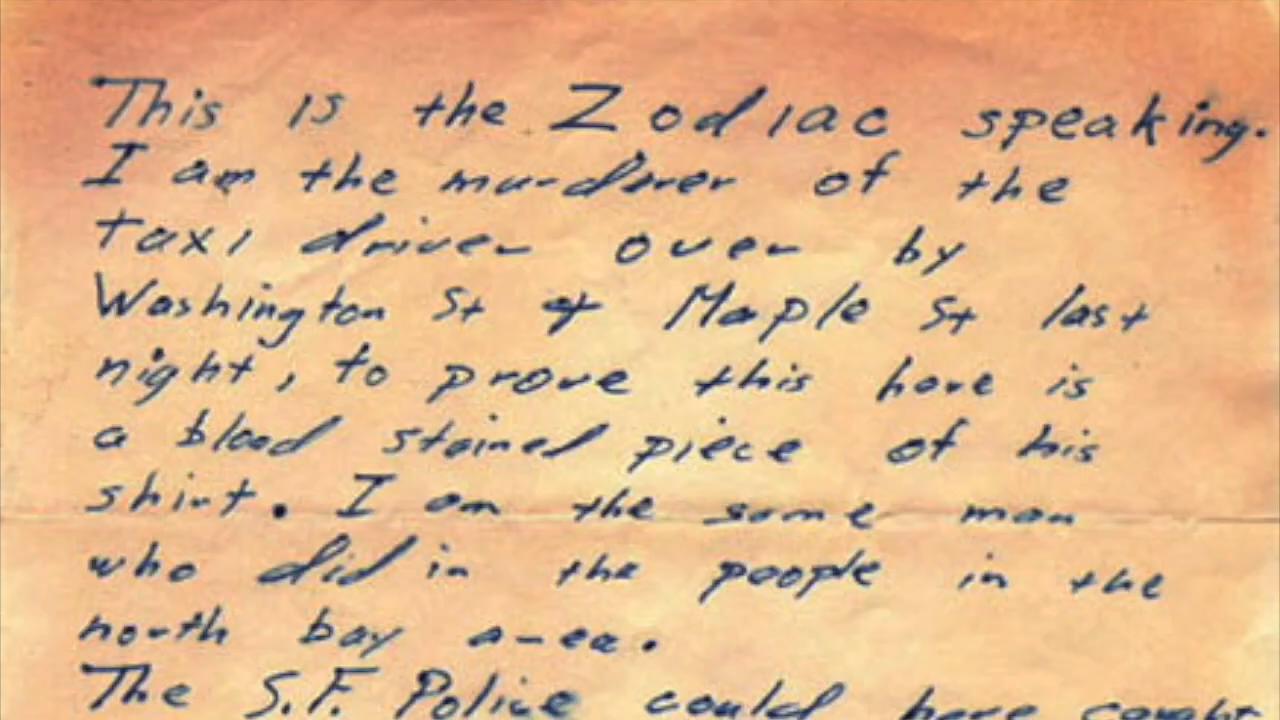 This is the Zodiac speaking.
I am the murderer of the
taxi driver over by
Washington St & Maple St last
night, to prove this here is
a blood stained piece of his
shirt. I am the same man
who did in the people in the
north bay area.
The S.F. Police could have caught